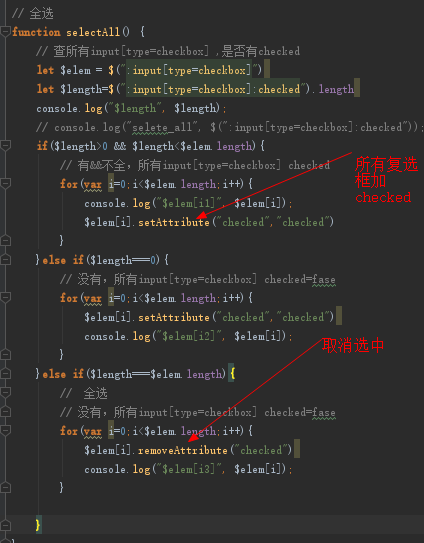 // 全选
function selectAll() {
// 查所有input[type=checkbox] ,是否有checked
let $elem = $(":input[type=checkbox]")
let $length=$(":input[type=checkbox]:checked").length
console.log("$length", $length);
// console.log("selete_all", $(":input[type=checkbox]:checked"));
if($length>0 && $length<$elem.length){
// 有&&不全，所有input[type=checkbox] checked
for(var i=0;i<$elem.length;i++){
console.log("$elem[i1]", $elem[i]);
$elem[i].setAttribute("checked","checked")
}
}else if($length===0){
// 没有，所有input[type=checkbox] checked=fase
for(var i=0;i<$elem.length;i++){
$elem[i].setAttribute("checked","checked")
console.log("$elem[i2]", $elem[i]);
}
}else if($length===$elem.length){
// 全选
// 没有，所有input[type=checkbox] checked=fase
for(var i=0;i<$elem.length;i++){
$elem[i].removeAttribute("checked")
console.log("$elem[i3]", $elem[i]);
}
}
所有复选
框加
checked
取消选中